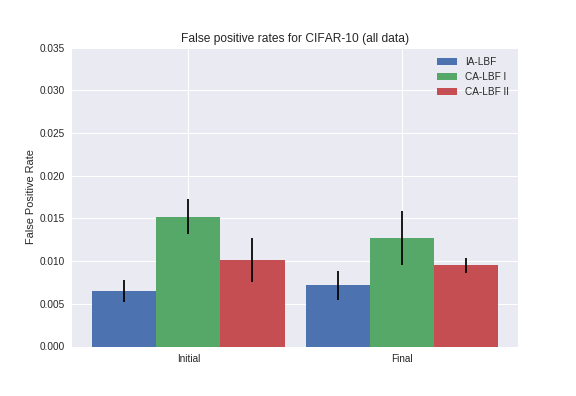 False positive rates for CIFAR-10 (all data)
0.035
0.030
0.025
0.020
0.015
0.010
0.005
0.000
False Positive Rate
IA-LBF
CA-LBF I
CA-LBF II
Initial
Final